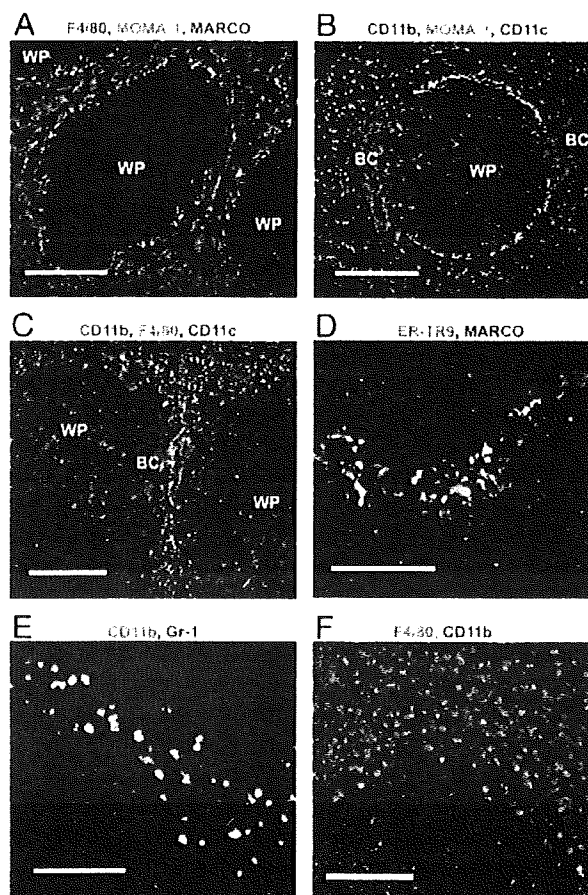 A
F4/80, MOMA-1, MARCO
WP
WP
WP
B
CD11b, MOMA-1, CD11c
BC
WP
BC
C
CD11b, F4/80, CD11c
WP
BC
WP
D
ER-TR9, MARCO
E
CD11b, Gr-1
F
F4/80, CD11b